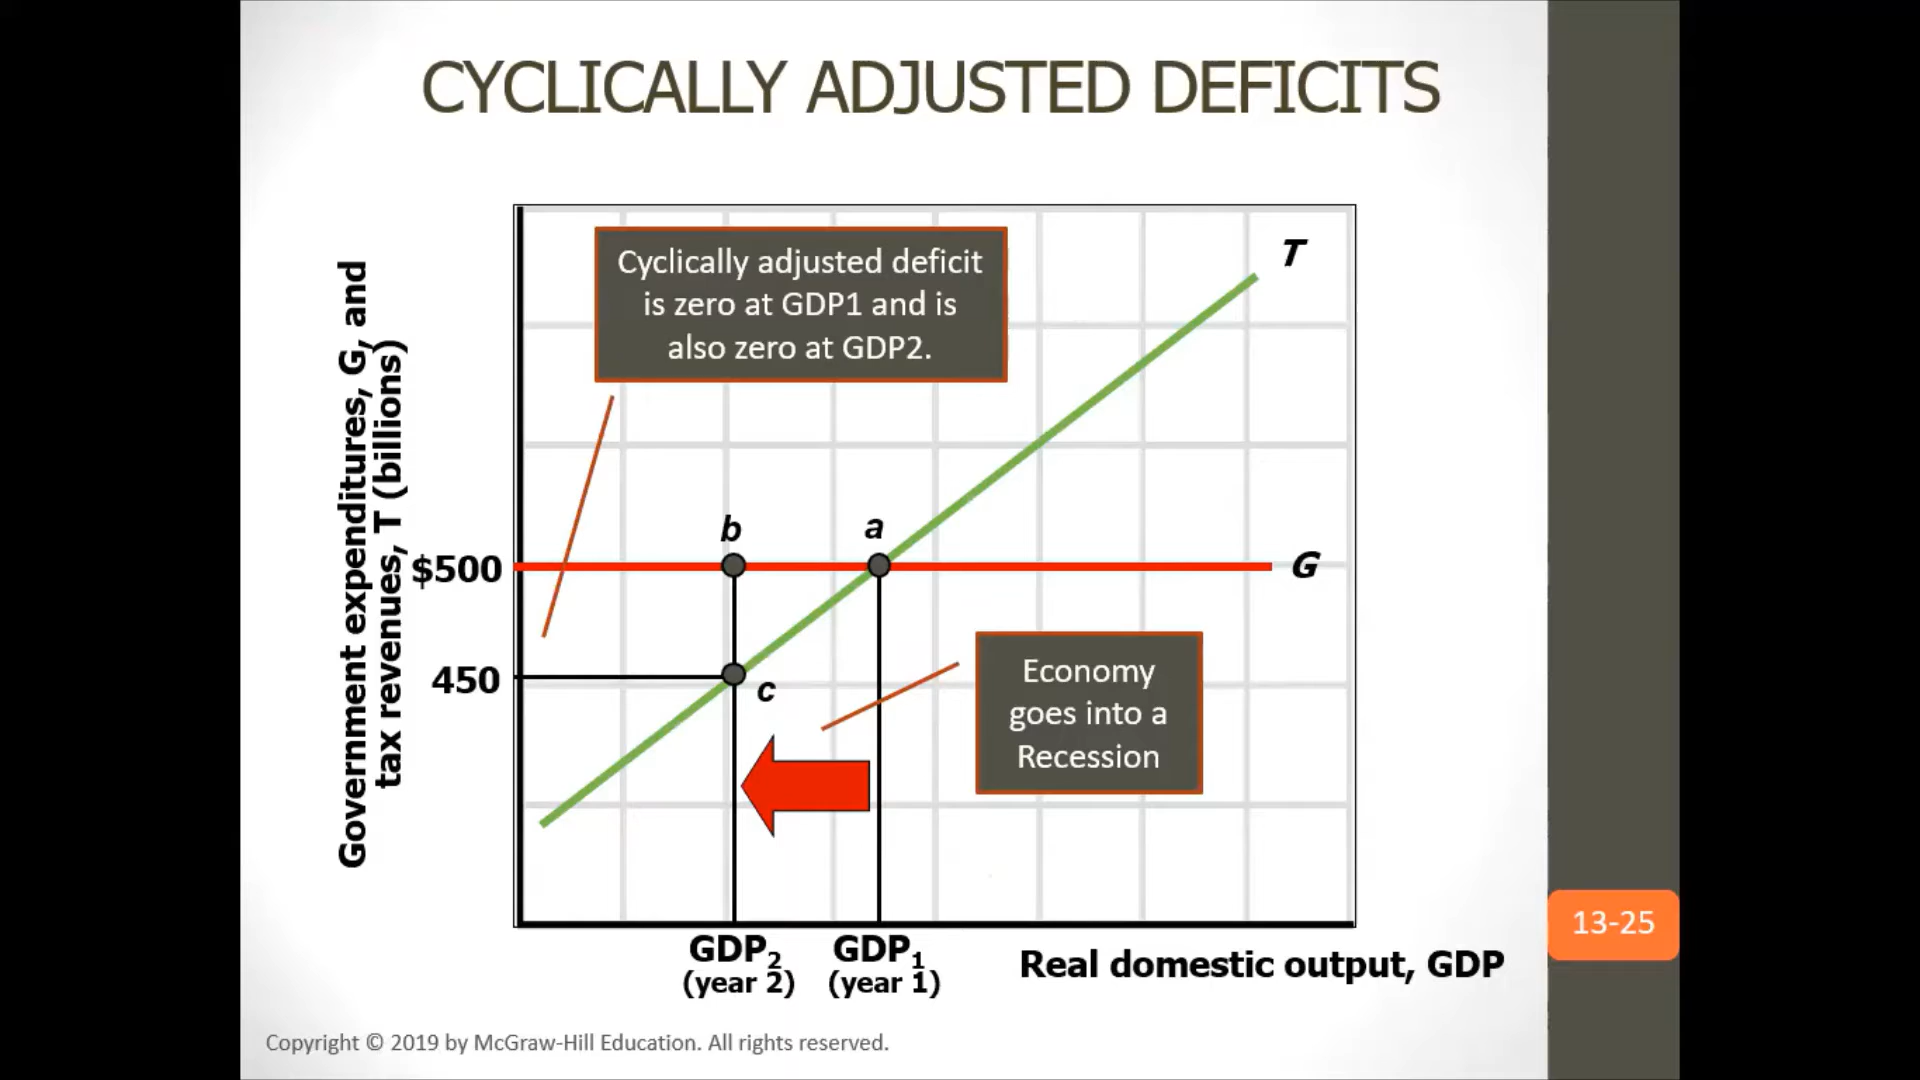 CYCLICALLY ADJUSTED DEFICITS
Government expenditures, G, and
tax revenues, T (billions)
Cyclically adjusted deficit
is zero at GDP1 and is
also zero at GDP2.
T
b
a
$500
G
450
c
Economy
goes into a
Recession
GDP2
(year 2)
GDP1
(year 1)
Real domestic output, GDP
13-25
Copyright © 2019 by McGraw-Hill Education. All rights reserved.